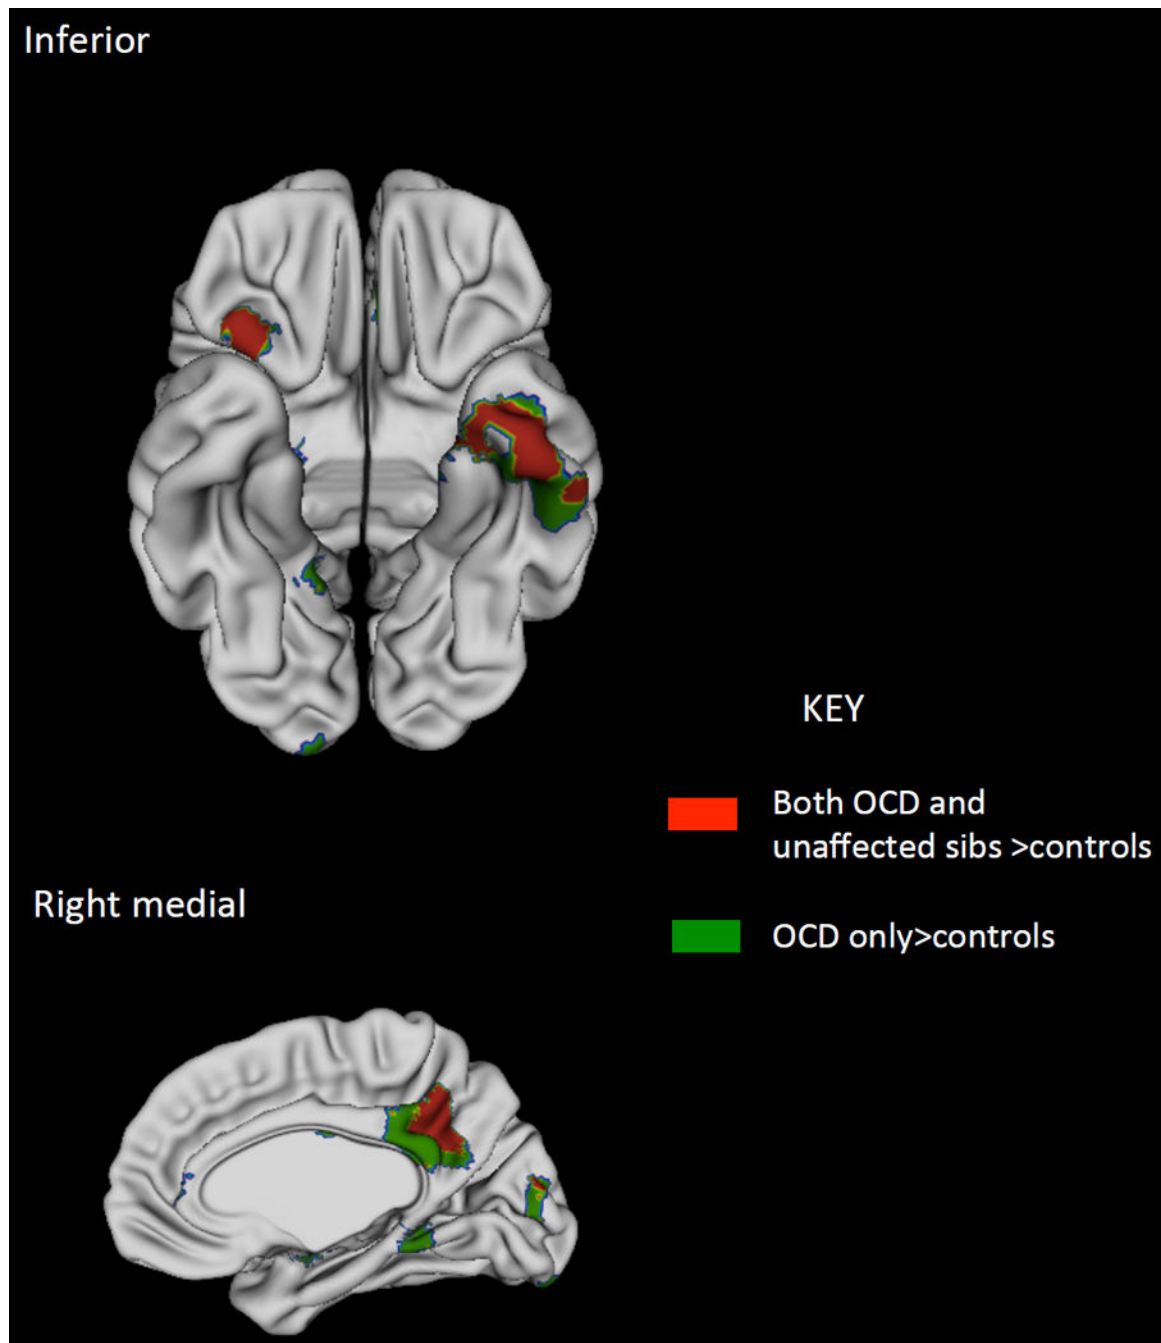 Inferior
KEY
Both OCD and
unaffected sibs >controls
Right medial
OCD only>controls